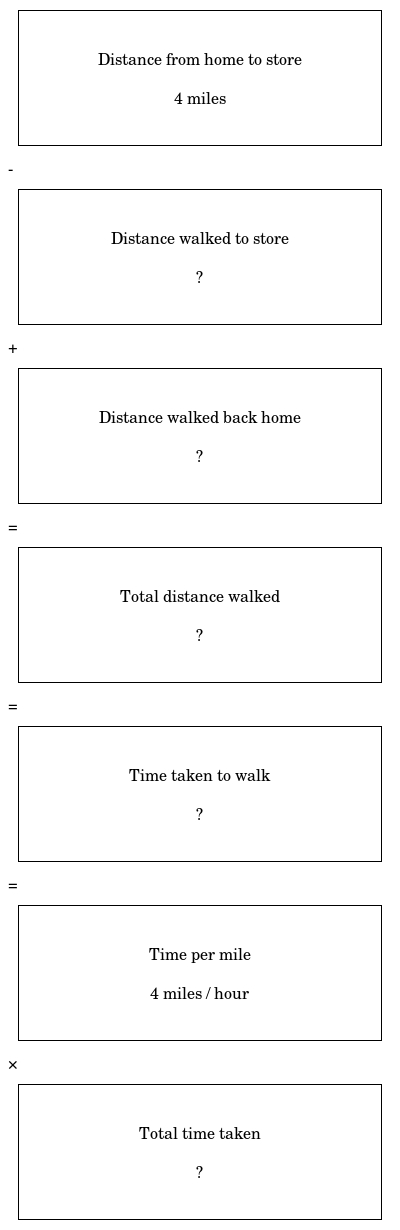 Distance from home to store
4 miles
-
Distance walked to store
?
+
Distance walked back home
?
=
Total distance walked
?
=
Time taken to walk
?
=
Time per mile
4 miles / hour
×
Total time taken
?